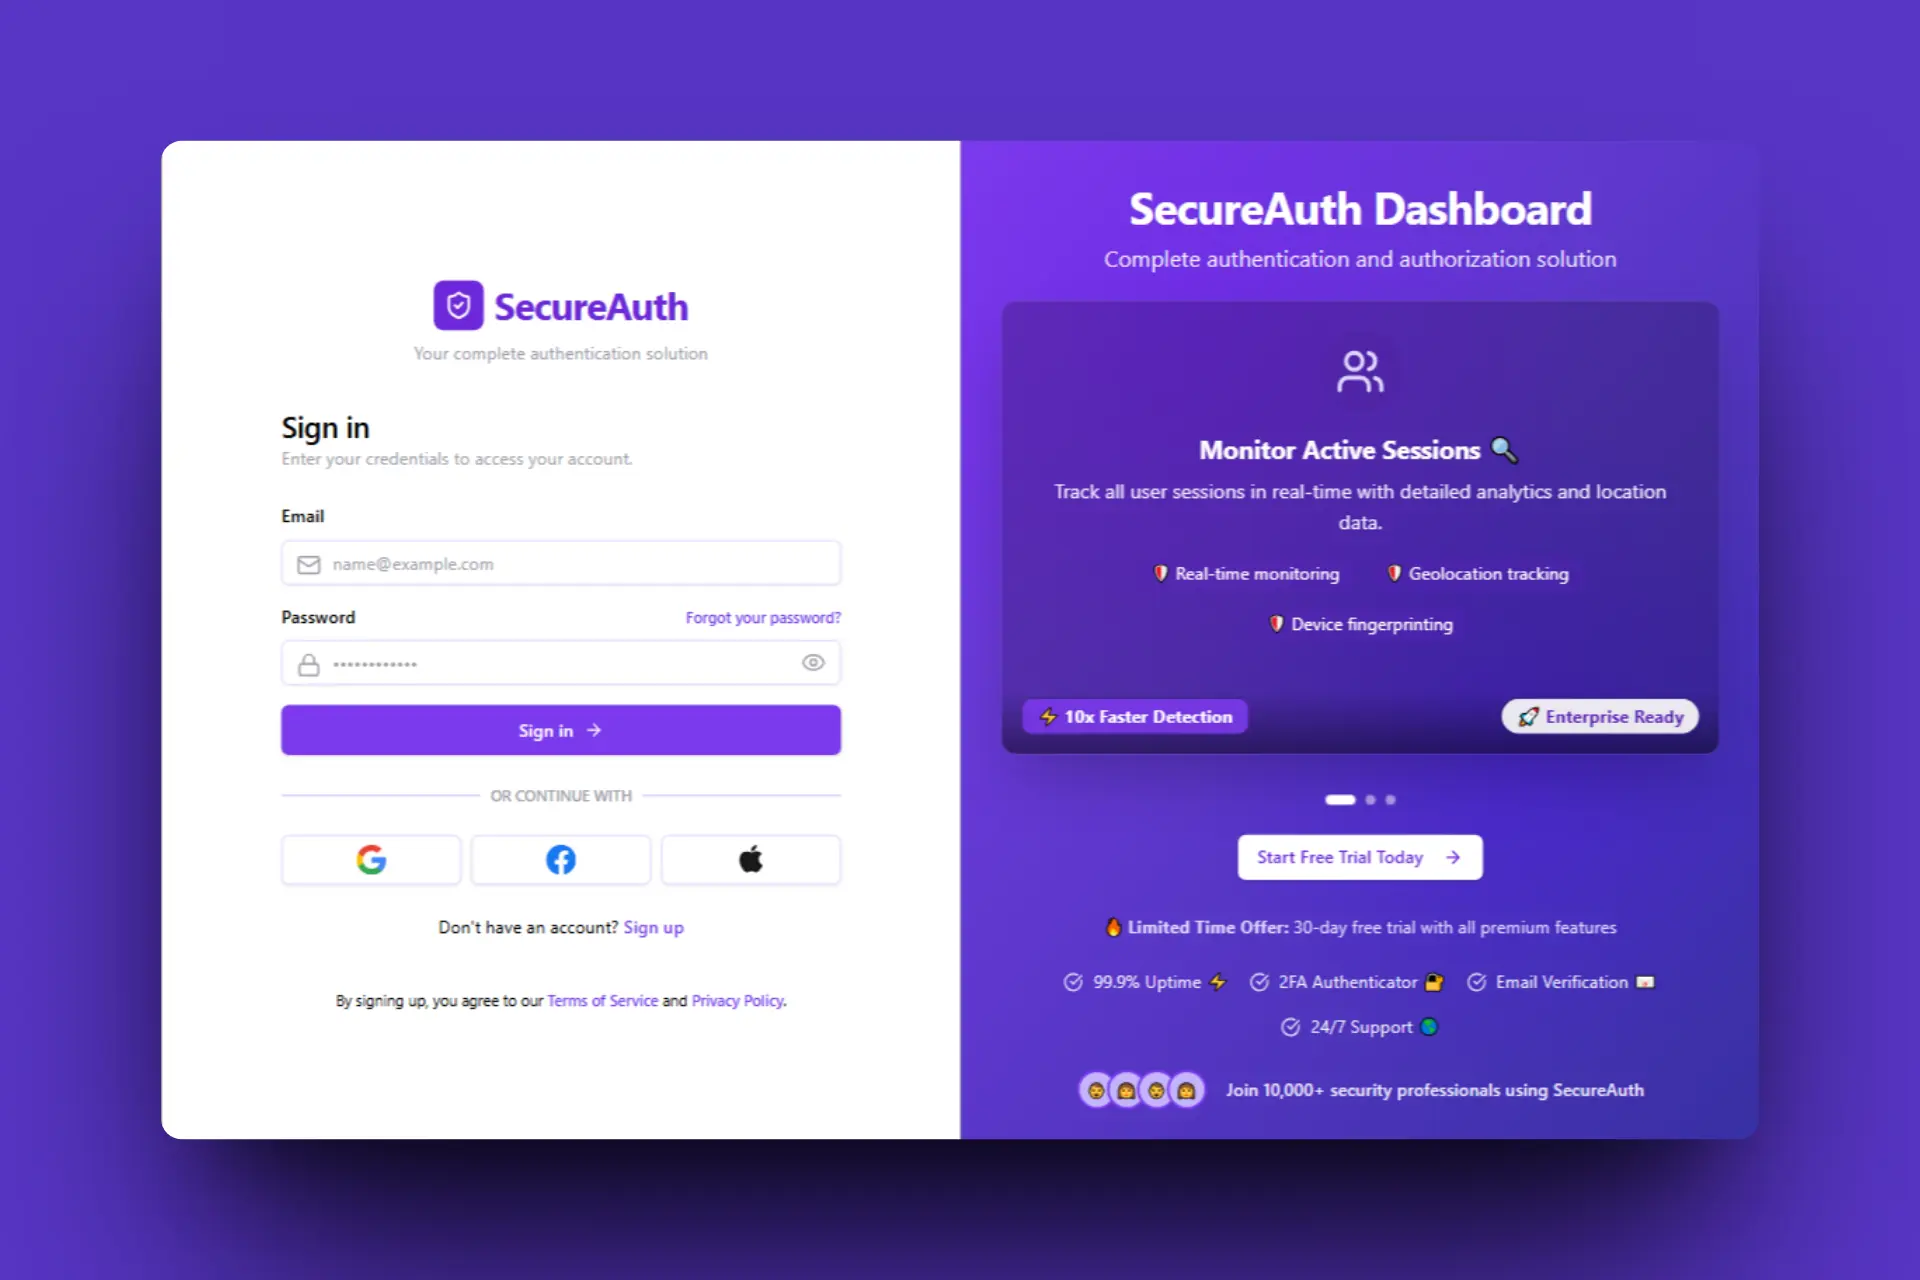 SecureAuth
Your complete authentication solution
Sign in
Enter your credentials to access your account.
Email
name@example.com
Password
Forgot your password?
••••••••••••
Sign in →
OR CONTINUE WITH
Don't have an account? Sign up
By signing up, you agree to our Terms of Service and Privacy Policy.
SecureAuth Dashboard
Complete authentication and authorization solution
Monitor Active Sessions 🔍
Track all user sessions in real-time with detailed analytics and location
data.
Real-time monitoring
Geolocation tracking
Device fingerprinting
⚡ 10x Faster Detection
🚀 Enterprise Ready
Start Free Trial Today →
🔥 Limited Time Offer: 30-day free trial with all premium features
99.9% Uptime ⚡
2FA Authenticator 🔐
Email Verification 📧
24/7 Support 🌍
Join 10,000+ security professionals using SecureAuth